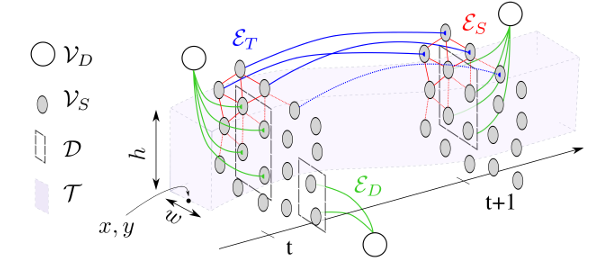 𝓔_T
𝓔_S
𝓥_D
𝓥_S
𝓓
𝓣
h
w
x, y
𝓔_D
t
t+1